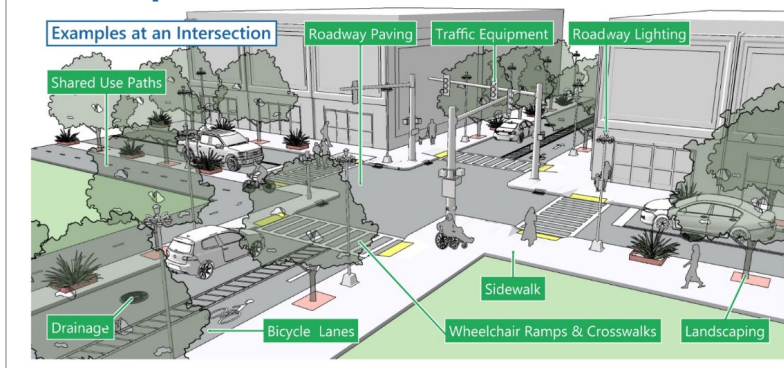 Examples at an Intersection
Roadway Paving
Traffic Equipment
Roadway Lighting
Shared Use Paths
Sidewalk
Drainage
Bicycle Lanes
Wheelchair Ramps & Crosswalks
Landscaping